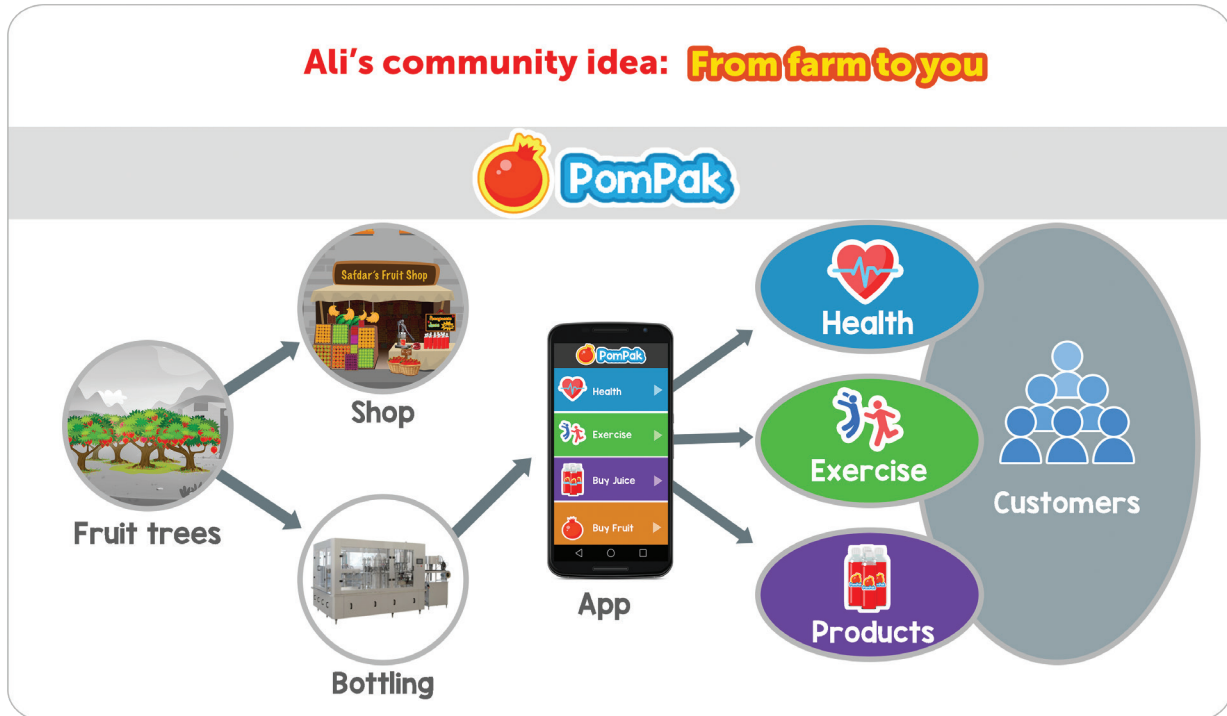 Ali's community idea: From farm to you
PomPak
Safdar's Fruit Shop
Shop
Fruit trees
Bottling
PomPak
Health
Exercise
Buy Juice
Buy Fruit
App
Health
Exercise
Products
Customers